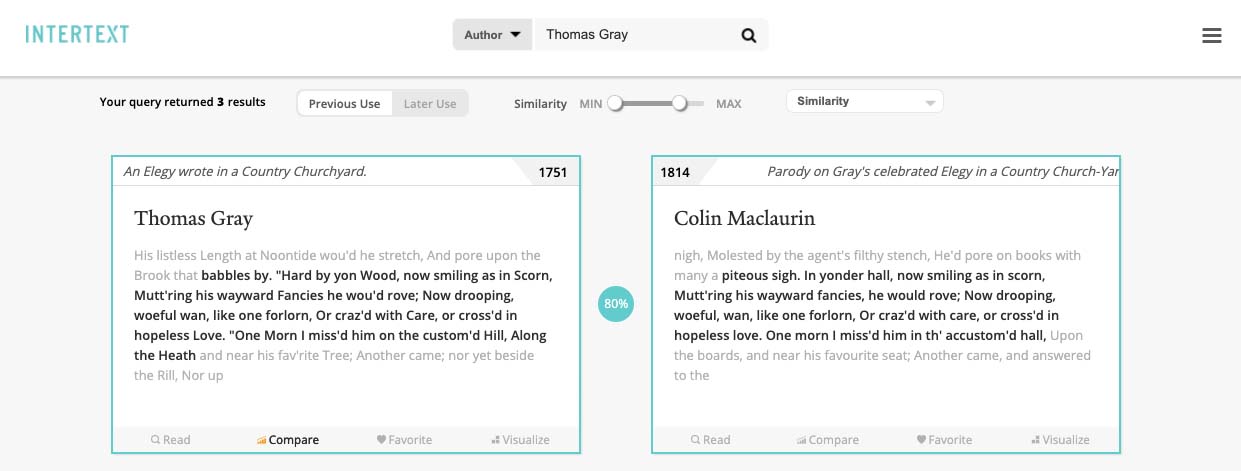 INTERTEXT
Author
Thomas Gray
Your query returned 3 results
Previous Use
Later Use
Similarity
MIN
MAX
Similarity
An Elegy wrote in a Country Churchyard.
1751
Thomas Gray
His listless Length at Noontide wou'd he stretch, And pore upon the
Brook that babbles by. "Hard by yon Wood, now smiling as in Scorn,
Mutt'ring his wayward Fancies he wou'd rove; Now drooping,
woeful wan, like one forlorn, Or craz'd with Care, or cross'd in
hopeless Love. "One Morn I miss'd him on the custom'd Hill, Along
the Heath and near his fav'rite Tree; Another came; nor yet beside
the Rill, Nor up
Read
Compare
Favorite
Visualize
80%
1814
Parody on Gray's celebrated Elegy in a Country Church-Yar
Colin Maclaurin
nigh, Molested by the agent's filthy stench, He'd pore on books with
many a piteous sigh. In yonder hall, now smiling as in scorn,
Mutt'ring his wayward fancies, he would rove; Now drooping,
woeful, wan, like one forlorn, Or craz'd with care, or cross'd in
hopeless love. One morn I miss'd him in th' accustom'd hall, Upon
the boards, and near his favourite seat; Another came, and answered
to the
Read
Compare
Favorite
Visualize